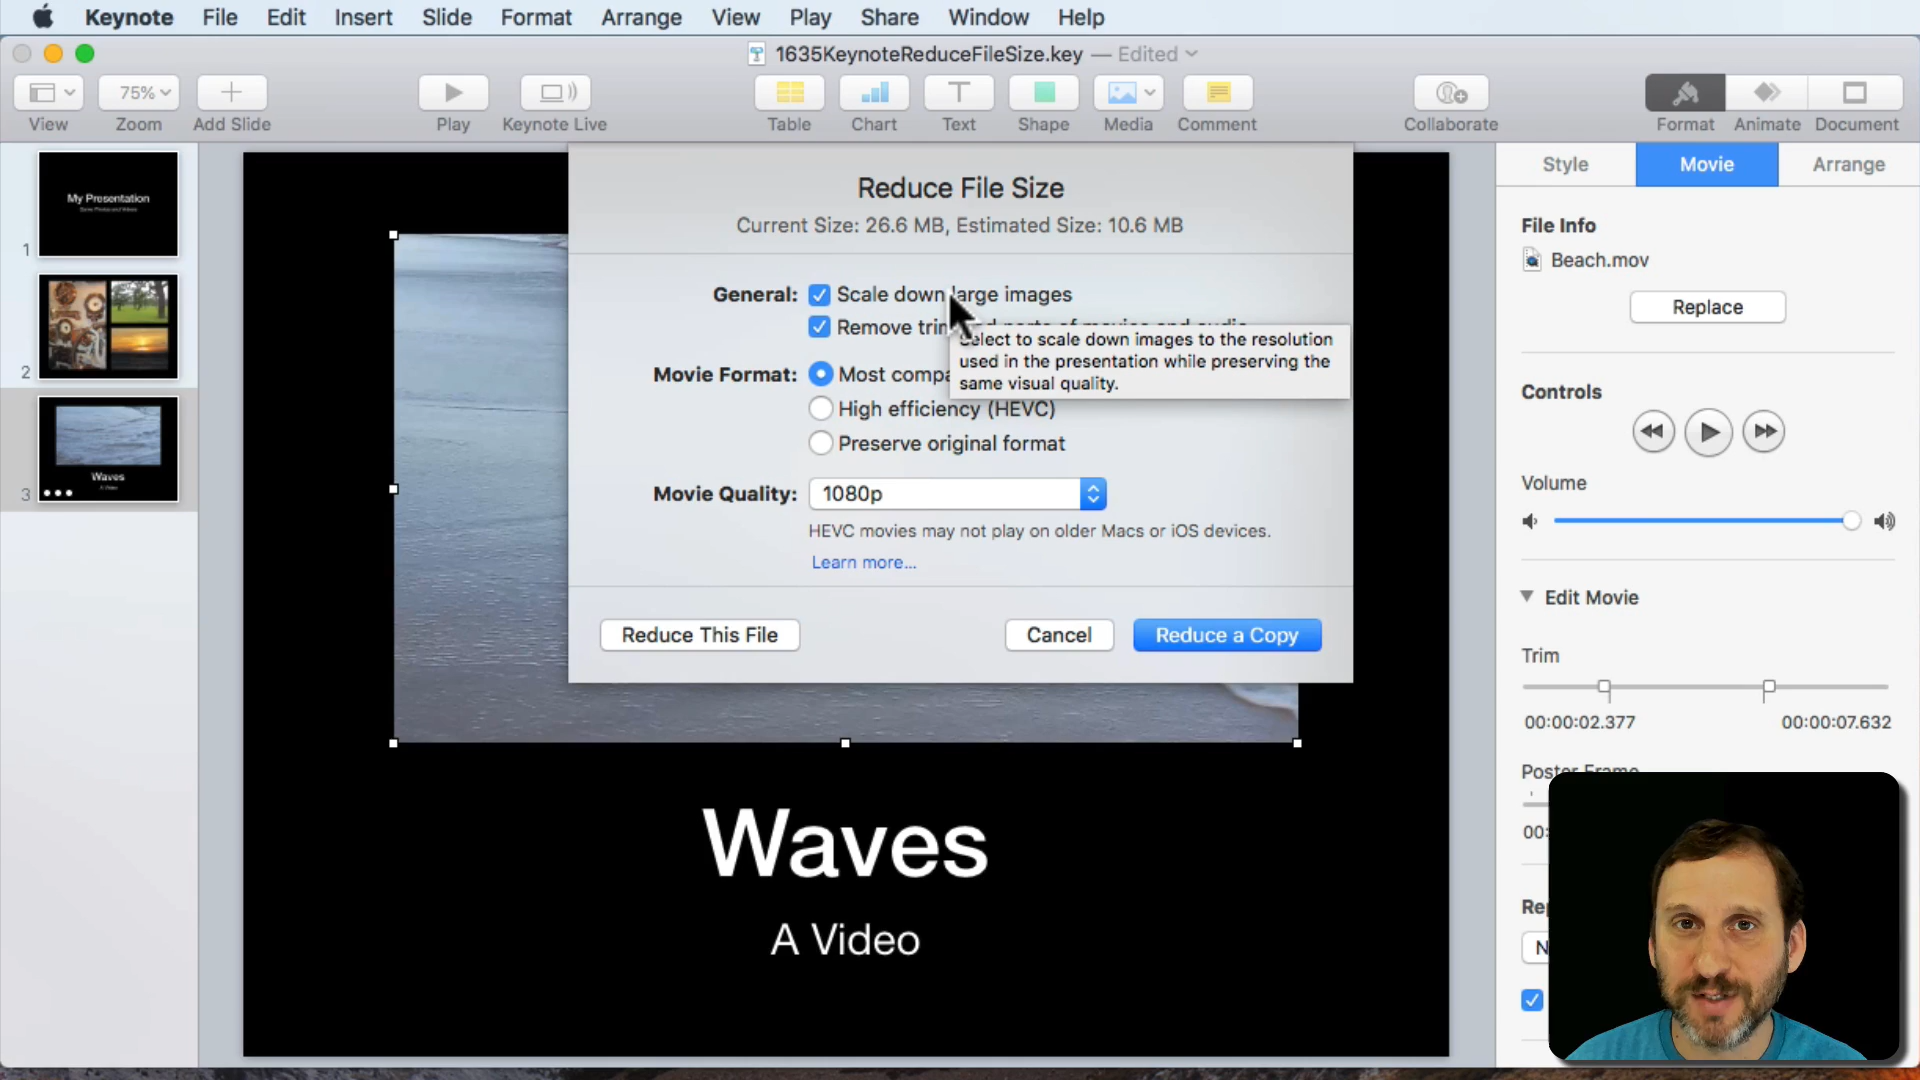 Keynote File Edit Insert Slide Format Arrange View Play Share Window Help
1635KeynoteReduceFileSize.key — Edited
75%
View Zoom Add Slide Play Keynote Live Table Chart Text Shape Media Comment Collaborate Format Animate Document
Style Movie Arrange
My Presentation
1
2
Waves
A Video
3
Reduce File Size
Current Size: 26.6 MB, Estimated Size: 10.6 MB
General: Scale down large images
Remove
Select to scale down images to the resolution
used in the presentation while preserving the
same visual quality.
Movie Format: Most
High efficiency (HEVC)
Preserve original format
Movie Quality: 1080p
HEVC movies may not play on older Macs or iOS devices.
Learn more...
Reduce This File Cancel Reduce a Copy
Waves
A Video
File Info
Beach.mov
Replace
Controls
Volume
Edit Movie
Trim
00:00:02.377 00:00:07.632
Poster Frame